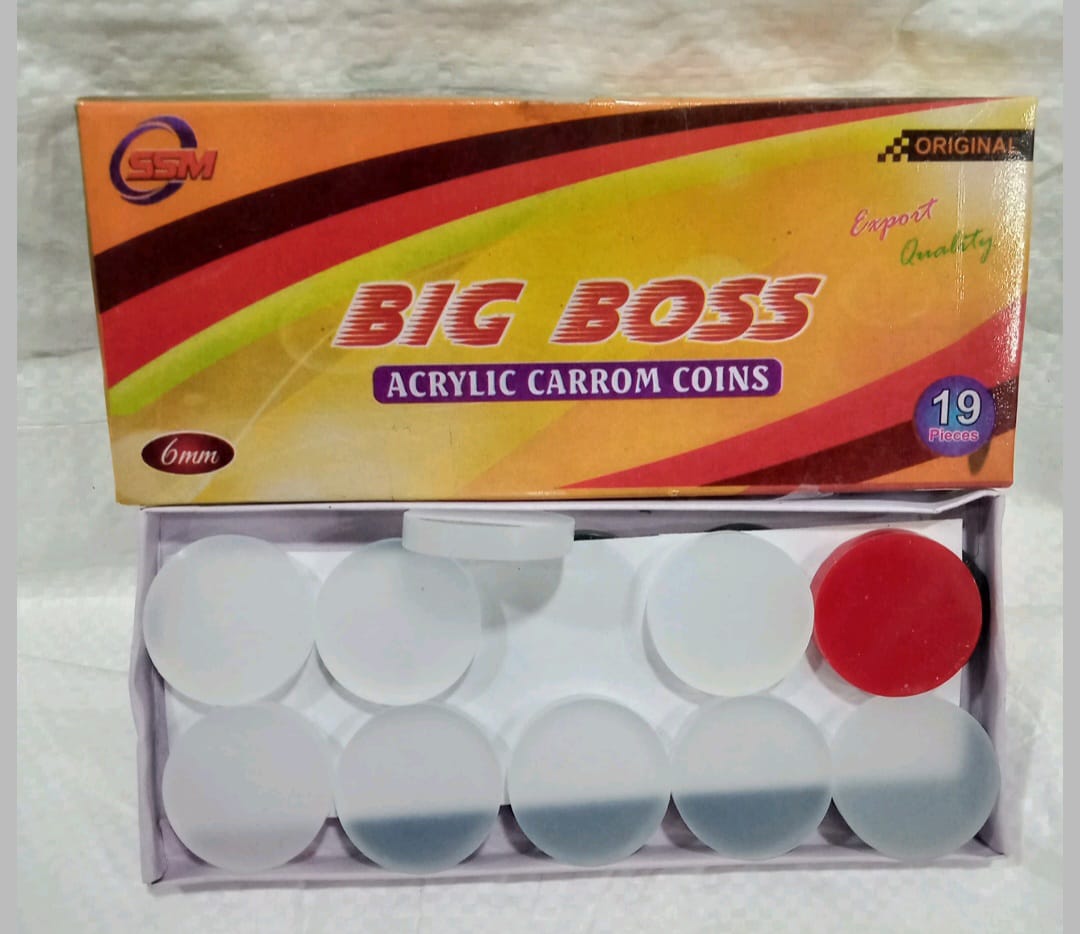 SSM
ORIGINAL
Export
Quality
BIG BOSS
ACRYLIC CARROM COINS
19
Pieces
6mm